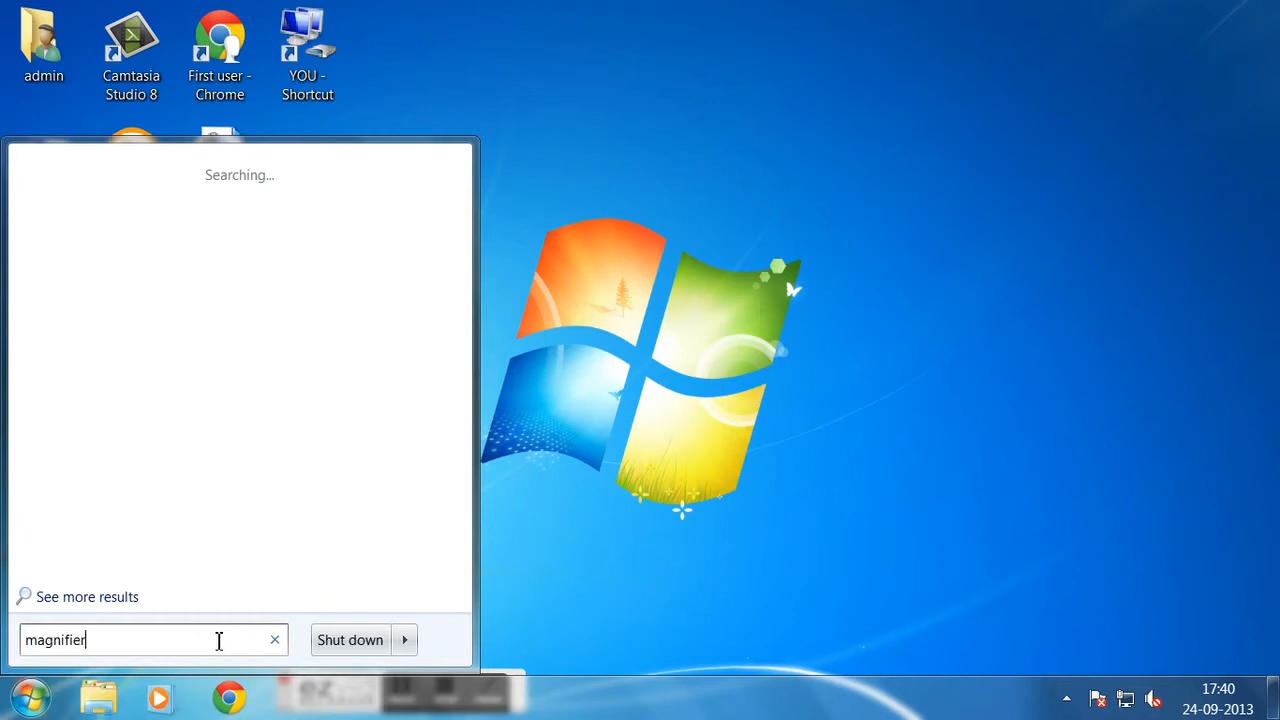 admin
Camtasia
Studio 8
First user -
Chrome
YOU -
Shortcut
Searching...
See more results
magnifier
Shut down
17:40
24-09-2013